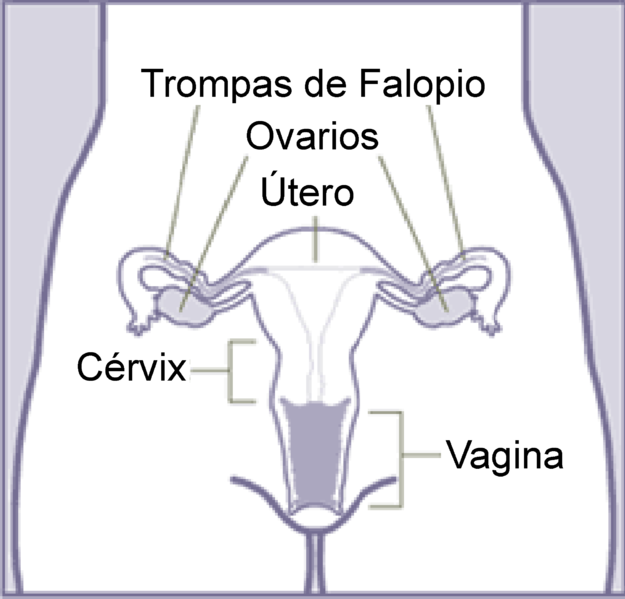 Trompas de Falopio
Ovarios
Útero
Cérvix
Vagina